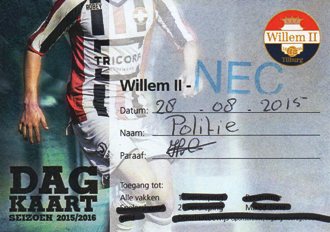 Willem II
Tilburg
TRICORP
Willem II - NEC
Datum: 28 . 08 . 2015
Naam: Politie
Paraaf:
DAG
KAART
SEIZOEN 2015/2016
Toegang tot:
Alle vakken